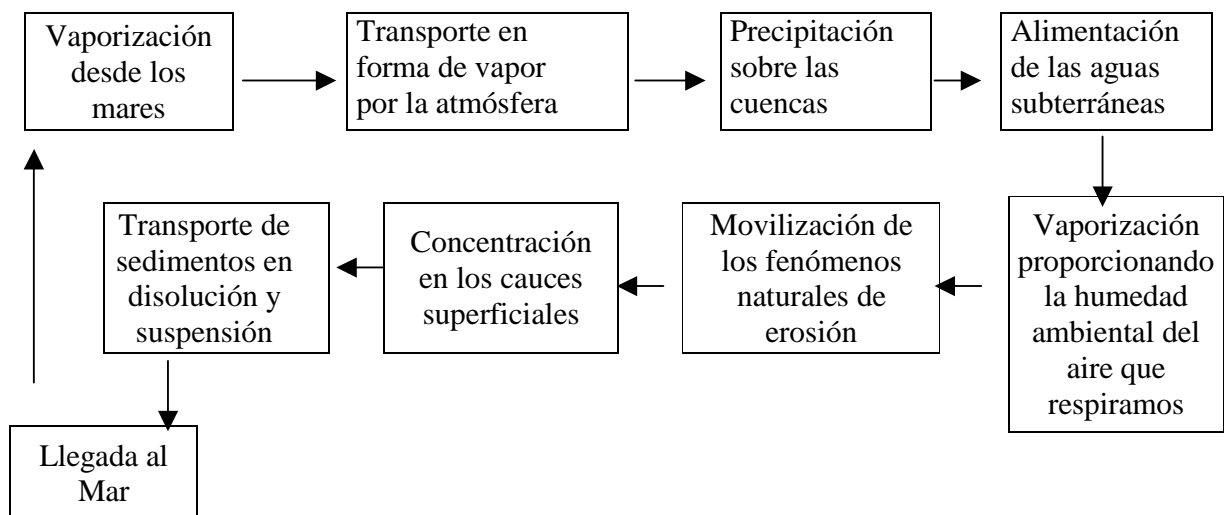 Vaporización
desde los
mares
Transporte en
forma de vapor
por la atmósfera
Precipitación
sobre las
cuencas
Alimentación
de las aguas
subterráneas
Vaporización
proporcionando
la humedad
ambiental del
aire que
respiramos
Movilización de
los fenómenos
naturales de
erosión
Concentración
en los cauces
superficiales
Transporte de
sedimentos en
disolución y
suspensión
Llegada al
Mar